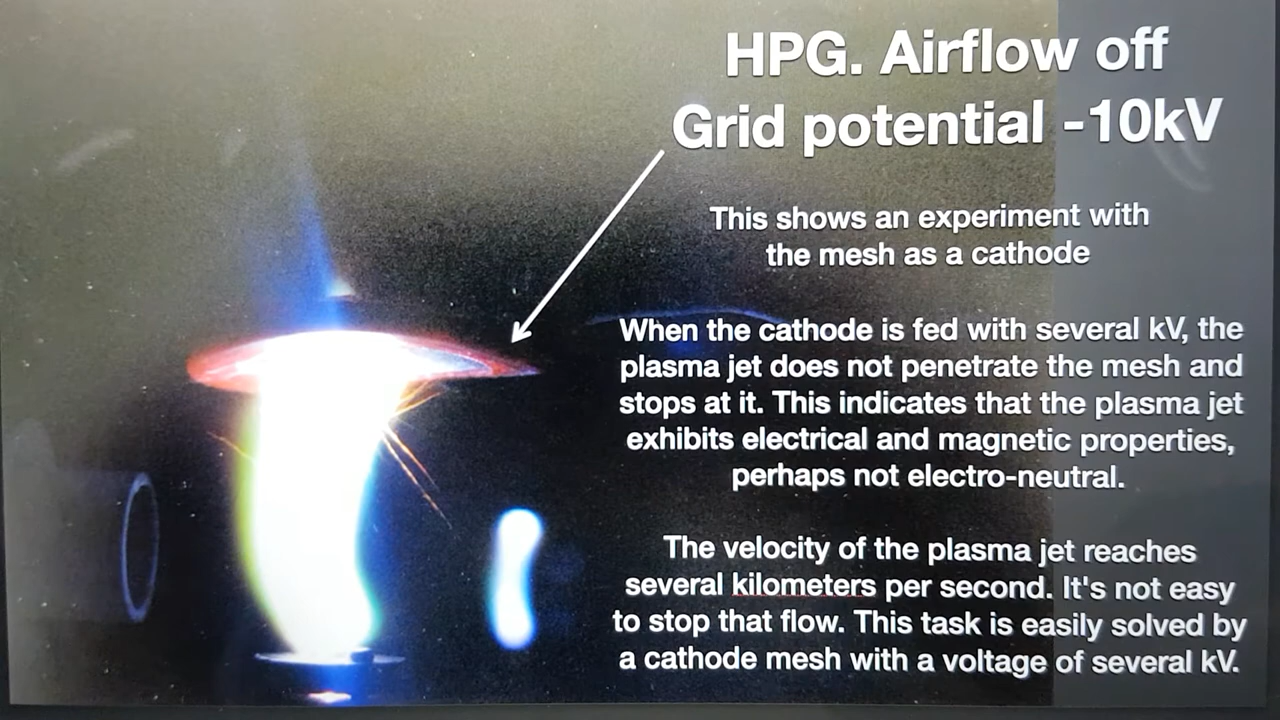 HPG. Airflow off
Grid potential -10kV
This shows an experiment with
the mesh as a cathode
When the cathode is fed with several kV, the
plasma jet does not penetrate the mesh and
stops at it. This indicates that the plasma jet
exhibits electrical and magnetic properties,
perhaps not electro-neutral.
The velocity of the plasma jet reaches
several kilometers per second. It's not easy
to stop that flow. This task is easily solved by
a cathode mesh with a voltage of several kV.